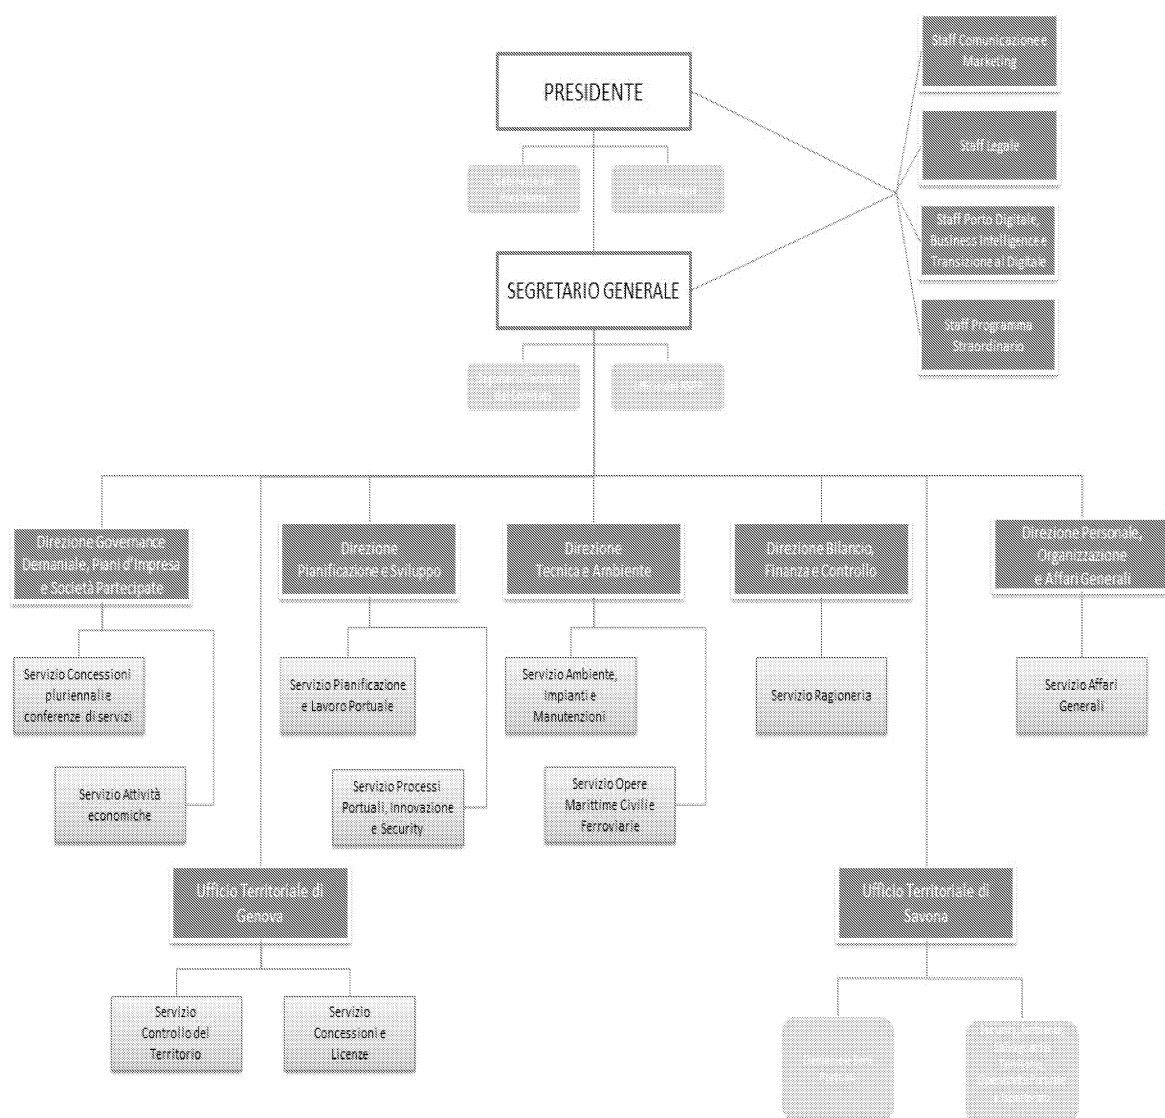 Staff Comunicazione e
Marketing
PRESIDENTE
Staff Legale
Staff Porto Digitale,
Business Intelligence e
Transizione al Digitale
SEGRETARIO GENERALE
Staff Programma
Straordinario
Direzione Governance
Demaniale, Piani d'Impresa
e Società Partecipate
Direzione
Pianificazione e Sviluppo
Direzione
Tecnica e Ambiente
Direzione Bilancio,
Finanza e Controllo
Direzione Personale,
Organizzazione
e Affari Generali
Servizio Concessioni
pluriennali e
conferenze di servizi
Servizio Pianificazione
e Lavoro Portuale
Servizio Ambiente,
Impianti e
Manutenzioni
Servizio Ragioneria
Servizio Affari
Generali
Servizio Attività
economiche
Servizio Processi
Portuali, Innovazione
e Security
Servizio Opere
Marittime Civili e
Ferroviarie
Ufficio Territoriale di
Genova
Ufficio Territoriale di
Savona
Servizio
Controllo del
Territorio
Servizio
Concessioni e
Licenze